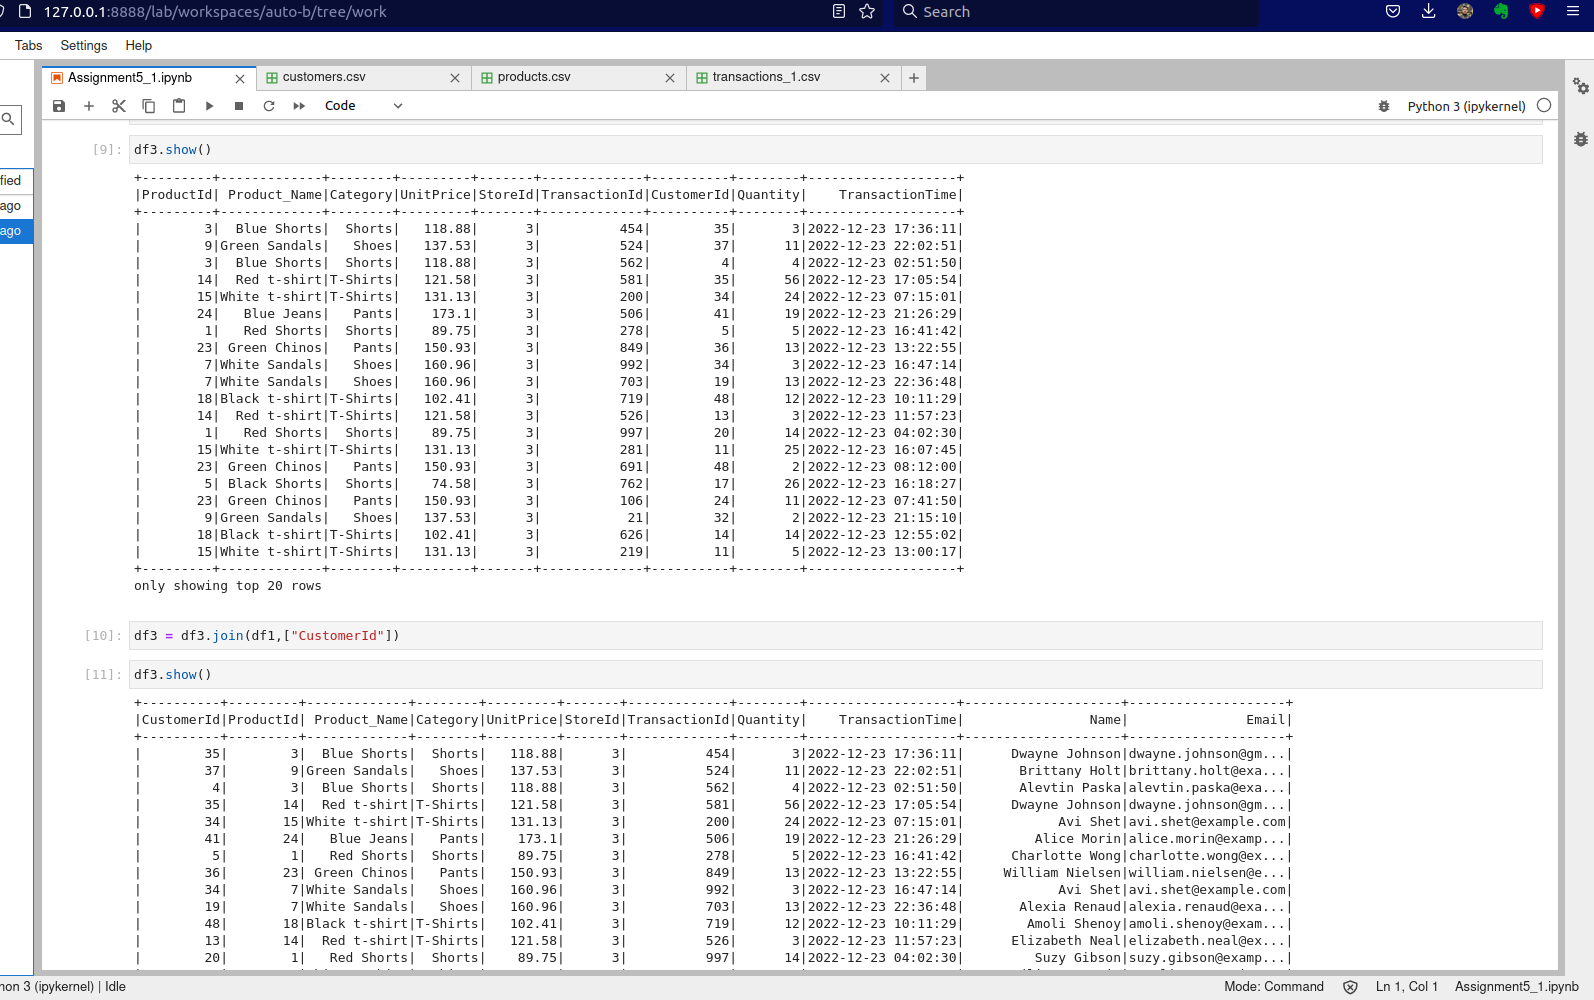 127.0.0.1:8888/lab/workspaces/auto-b/tree/work
Search
Tabs Settings Help
Assignment5_1.ipynb
customers.csv
products.csv
transactions_1.csv
Code
Python 3 (ipykernel)
fied
ago
ago
[9]: df3.show()
+---------+-------------+--------+---------+-------+-------------+----------+--------+-------------------+
|ProductId| Product_Name|Category|UnitPrice|StoreId|TransactionId|CustomerId|Quantity|    TransactionTime|
+---------+-------------+--------+---------+-------+-------------+----------+--------+-------------------+
|        3|  Blue Shorts|  Shorts|   118.88|      3|          454|        35|       3|2022-12-23 17:36:11|
|        9|Green Sandals|   Shoes|   137.53|      3|          524|        37|      11|2022-12-23 22:02:51|
|        3|  Blue Shorts|  Shorts|   118.88|      3|          562|         4|       4|2022-12-23 02:51:50|
|       14|  Red t-shirt|T-Shirts|   121.58|      3|          581|        35|      56|2022-12-23 17:05:54|
|       15|White t-shirt|T-Shirts|   131.13|      3|          200|        34|      24|2022-12-23 07:15:01|
|       24|   Blue Jeans|   Pants|    173.1|      3|          506|        41|      19|2022-12-23 21:26:29|
|        1|   Red Shorts|  Shorts|    89.75|      3|          278|         5|       5|2022-12-23 16:41:42|
|       23| Green Chinos|   Pants|   150.93|      3|          849|        36|      13|2022-12-23 13:22:55|
|        7|White Sandals|   Shoes|   160.96|      3|          992|        34|       3|2022-12-23 16:47:14|
|        7|White Sandals|   Shoes|   160.96|      3|          703|        19|      13|2022-12-23 22:36:48|
|       18|Black t-shirt|T-Shirts|   102.41|      3|          719|        48|      12|2022-12-23 10:11:29|
|       14|  Red t-shirt|T-Shirts|   121.58|      3|          526|        13|       3|2022-12-23 11:57:23|
|        1|   Red Shorts|  Shorts|    89.75|      3|          997|        20|      14|2022-12-23 04:02:30|
|       15|White t-shirt|T-Shirts|   131.13|      3|          281|        11|      25|2022-12-23 16:07:45|
|       23| Green Chinos|   Pants|   150.93|      3|          691|        48|       2|2022-12-23 08:12:00|
|        5| Black Shorts|  Shorts|    74.58|      3|          762|        17|      26|2022-12-23 16:18:27|
|       23| Green Chinos|   Pants|   150.93|      3|          106|        24|      11|2022-12-23 07:41:50|
|        9|Green Sandals|   Shoes|   137.53|      3|           21|        32|       2|2022-12-23 21:15:10|
|       18|Black t-shirt|T-Shirts|   102.41|      3|          626|        14|      14|2022-12-23 12:55:02|
|       15|White t-shirt|T-Shirts|   131.13|      3|          219|        11|       5|2022-12-23 13:00:17|
+---------+-------------+--------+---------+-------+-------------+----------+--------+-------------------+
only showing top 20 rows
[10]: df3 = df3.join(df1,["CustomerId"])
[11]: df3.show()
+----------+---------+-------------+--------+---------+-------+-------------+--------+-------------------+--------------------+--------------------+
|CustomerId|ProductId| Product_Name|Category|UnitPrice|StoreId|TransactionId|Quantity|    TransactionTime|                Name|               Email|
+----------+---------+-------------+--------+---------+-------+-------------+--------+-------------------+--------------------+--------------------+
|        35|        3|  Blue Shorts|  Shorts|   118.88|      3|          454|       3|2022-12-23 17:36:11|      Dwayne Johnson|dwayne.johnson@gm...|
|        37|        9|Green Sandals|   Shoes|   137.53|      3|          524|      11|2022-12-23 22:02:51|       Brittany Holt|brittany.holt@exa...|
|         4|        3|  Blue Shorts|  Shorts|   118.88|      3|          562|       4|2022-12-23 02:51:50|       Alevtin Paska|alevtin.paska@exa...|
|        35|       14|  Red t-shirt|T-Shirts|   121.58|      3|          581|      56|2022-12-23 17:05:54|      Dwayne Johnson|dwayne.johnson@gm...|
|        34|       15|White t-shirt|T-Shirts|   131.13|      3|          200|      24|2022-12-23 07:15:01|            Avi Shet|avi.shet@example.com|
|        41|       24|   Blue Jeans|   Pants|    173.1|      3|          506|      19|2022-12-23 21:26:29|         Alice Morin|alice.morin@examp...|
|         5|        1|   Red Shorts|  Shorts|    89.75|      3|          278|       5|2022-12-23 16:41:42|      Charlotte Wong|charlotte.wong@ex...|
|        36|       23| Green Chinos|   Pants|   150.93|      3|          849|      13|2022-12-23 13:22:55|     William Nielsen|william.nielsen@e...|
|        34|        7|White Sandals|   Shoes|   160.96|      3|          992|       3|2022-12-23 16:47:14|            Avi Shet|avi.shet@example.com|
|        19|        7|White Sandals|   Shoes|   160.96|      3|          703|      13|2022-12-23 22:36:48|       Alexia Renaud|alexia.renaud@exa...|
|        48|       18|Black t-shirt|T-Shirts|   102.41|      3|          719|      12|2022-12-23 10:11:29|        Amoli Shenoy|amoli.shenoy@exam...|
|        13|       14|  Red t-shirt|T-Shirts|   121.58|      3|          526|       3|2022-12-23 11:57:23|      Elizabeth Neal|elizabeth.neal@ex...|
|        20|        1|   Red Shorts|  Shorts|    89.75|      3|          997|      14|2022-12-23 04:02:30|         Suzy Gibson|suzy.gibson@examp...|
hon 3 (ipykernel) | Idle
Mode: Command
Ln 1, Col 1
Assignment5_1.ipynb